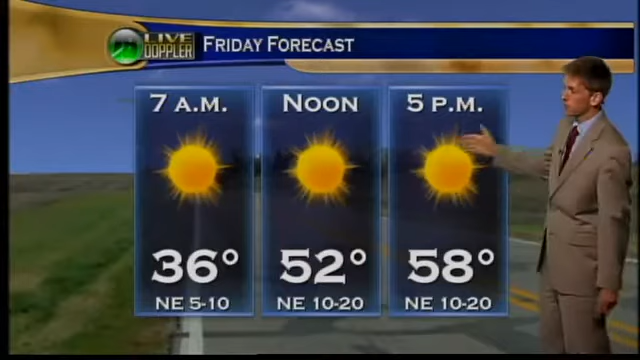 LIVE
DOPPLER
FRIDAY FORECAST
7 A.M.
NOON
5 P.M.
36°
52°
58°
NE 5-10
NE 10-20
NE 10-20